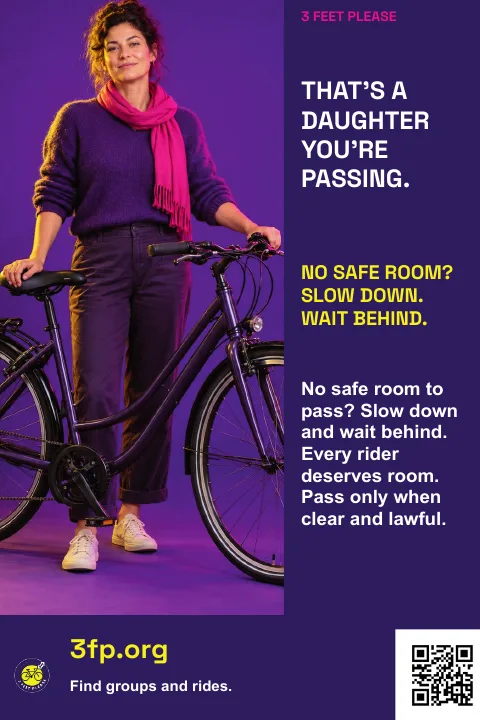 3 FEET PLEASE
THAT’S A
DAUGHTER
YOU’RE
PASSING.
NO SAFE ROOM?
SLOW DOWN.
WAIT BEHIND.
No safe room to
pass? Slow down
and wait behind.
Every rider
deserves room.
Pass only when
clear and lawful.
3fp.org
Find groups and rides.